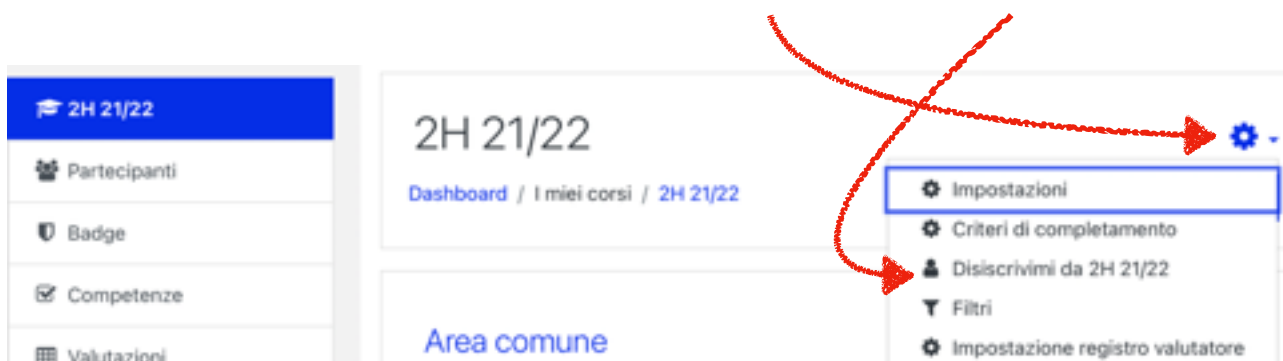 2H 21/22
Partecipanti
Badge
Competenze
Valutazioni
2H 21/22
Dashboard / I miei corsi / 2H 21/22
Area comune
Impostazioni
Criteri di completamento
Disiscrivimi da 2H 21/22
Filtri
Impostazione registro valutatore